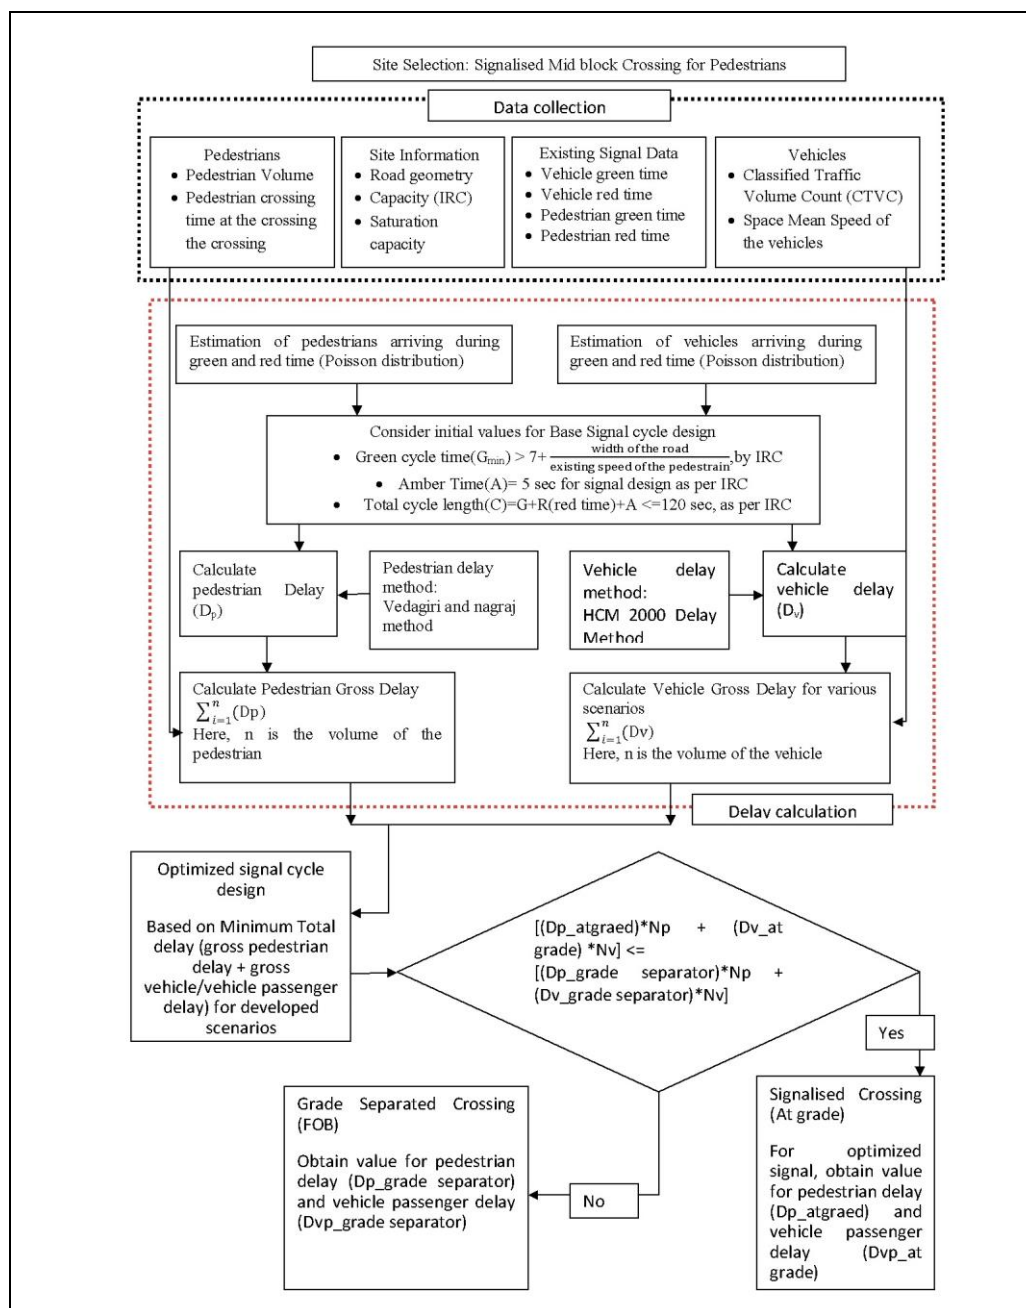 Site Selection: Signalised Mid block Crossing for Pedestrians
Data collection
Pedestrians
• Pedestrian Volume
• Pedestrian crossing
time at the crossing
the crossing
Site Information
• Road geometry
• Capacity (IRC)
• Saturation
capacity
Existing Signal Data
• Vehicle green time
• Vehicle red time
• Pedestrian green time
• Pedestrian red time
Vehicles
• Classified Traffic
Volume Count (CTVC)
• Space Mean Speed of
the vehicles
Estimation of pedestrians arriving during
green and red time (Poisson distribution)
Estimation of vehicles arriving during
green and red time (Poisson distribution)
Consider initial values for Base Signal cycle design
• Green cycle time(Gmin) > 7+ width of the road / existing speed of the pedestrain ,by IRC
• Amber Time(A)= 5 sec for signal design as per IRC
• Total cycle length(C)=G+R(red time)+A <=120 sec, as per IRC
Calculate
pedestrian Delay
(Dp)
Pedestrian delay
method:
Vedagiri and nagraj
method
Vehicle delay
method:
HCM 2000 Delay
Method
Calculate
vehicle delay
(Dv)
Calculate Pedestrian Gross Delay
∑ⁿᵢ₌₁(Dp)
Here, n is the volume of the
pedestrian
Calculate Vehicle Gross Delay for various
scenarios
∑ⁿᵢ₌₁(Dv)
Here, n is the volume of the vehicle
Delay calculation
Optimized signal cycle
design
Based on Minimum Total
delay (gross pedestrian
delay + gross
vehicle/vehicle passenger
delay) for developed
scenarios
[(Dp_atgraed)*Np + (Dv_at
grade) *Nv] <=
[(Dp_grade separator)*Np +
(Dv_grade separator)*Nv]
Yes
Grade Separated Crossing
(FOB)
Obtain value for pedestrian
delay (Dp_grade separator)
and vehicle passenger delay
(Dvp_grade separator)
No
Signalised Crossing
(At grade)
For optimized
signal, obtain value
for pedestrian delay
(Dp_atgraed) and
vehicle passenger
delay (Dvp_at
grade)